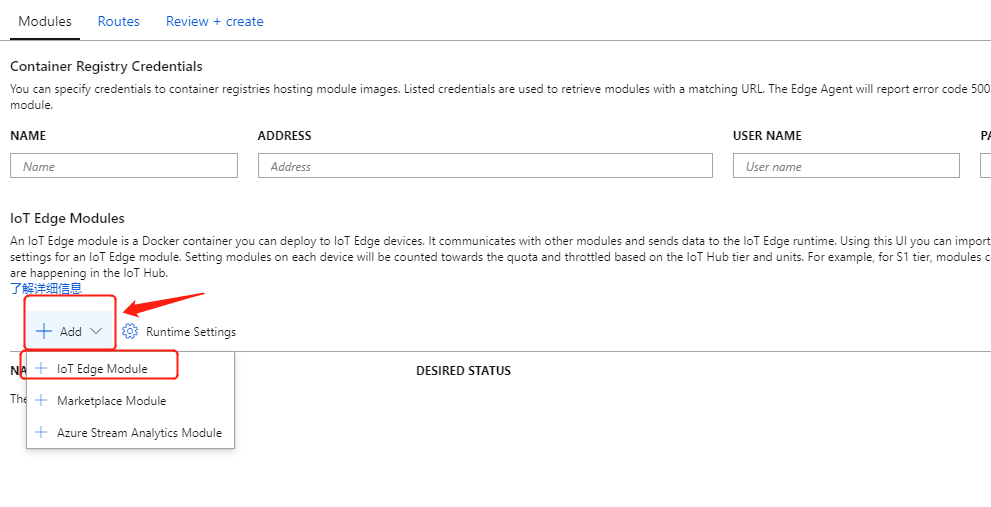 Modules Routes Review + create
Container Registry Credentials
You can specify credentials to container registries hosting module images. Listed credentials are used to retrieve modules with a matching URL. The Edge Agent will report error code 500
module.
NAME ADDRESS USER NAME PA
Name Address User name
IoT Edge Modules
An IoT Edge module is a Docker container you can deploy to IoT Edge devices. It communicates with other modules and sends data to the IoT Edge runtime. Using this UI you can import
settings for an IoT Edge module. Setting modules on each device will be counted towards the quota and throttled based on the IoT Hub tier and units. For example, for S1 tier, modules c
are happening in the IoT Hub.
了解详细信息
+ Add Runtime Settings
NA DESIRED STATUS
+ IoT Edge Module
The
+ Marketplace Module
+ Azure Stream Analytics Module